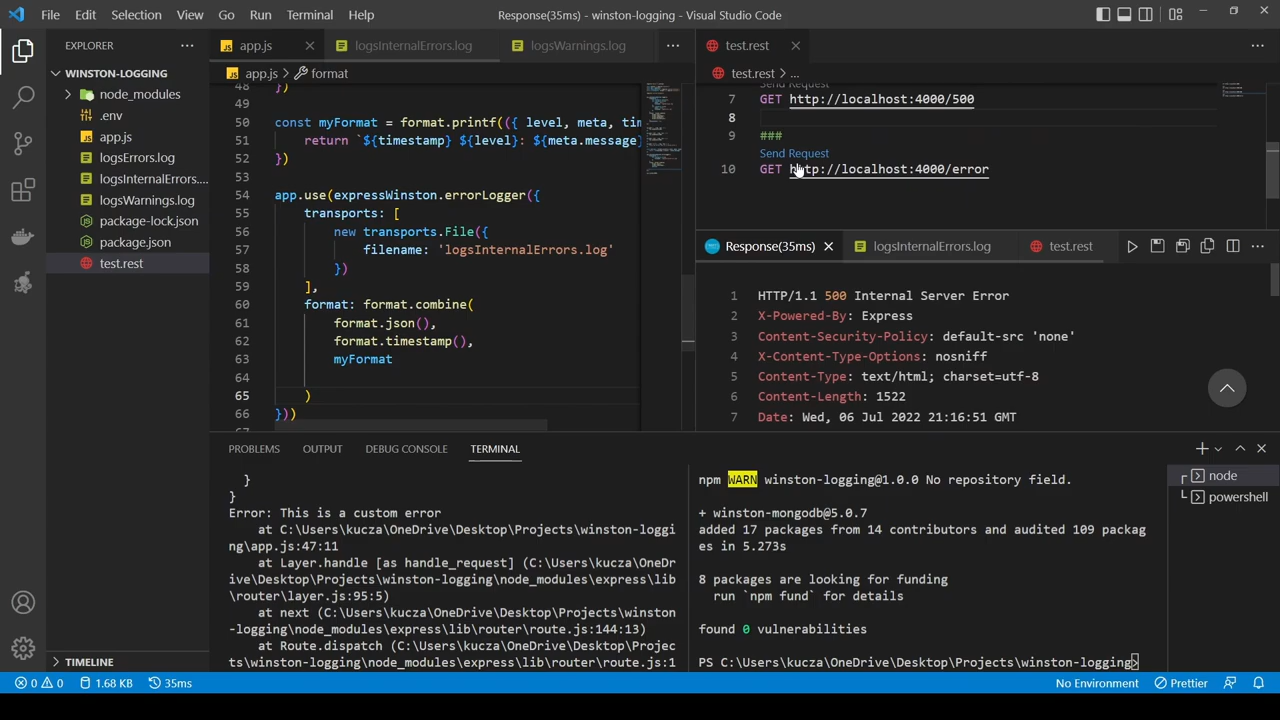 File Edit Selection View Go Run Terminal Help
Response(35ms) - winston-logging - Visual Studio Code
EXPLORER
WINSTON-LOGGING
node_modules
.env
app.js
logsErrors.log
logsInternalErrors....
logsWarnings.log
package-lock.json
package.json
test.rest
TIMELINE
app.js logsInternalErrors.log logsWarnings.log
app.js > format
48 })
49
50 const myFormat = format.printf(({ level, meta, tim
51 return `${timestamp} ${level}: ${meta.message}
52 })
53
54 app.use(expressWinston.errorLogger({
55 transports: [
56 new transports.File({
57 filename: 'logsInternalErrors.log'
58 })
59 ],
60 format: format.combine(
61 format.json(),
62 format.timestamp(),
63 myFormat
64
65 )
66 }))
test.rest
test.rest > ...
Send Request
7 GET http://localhost:4000/500
8
9 ###
Send Request
10 GET http://localhost:4000/error
Response(35ms) logsInternalErrors.log test.rest
1 HTTP/1.1 500 Internal Server Error
2 X-Powered-By: Express
3 Content-Security-Policy: default-src 'none'
4 X-Content-Type-Options: nosniff
5 Content-Type: text/html; charset=utf-8
6 Content-Length: 1522
7 Date: Wed, 06 Jul 2022 21:16:51 GMT
PROBLEMS OUTPUT DEBUG CONSOLE TERMINAL
}
}
Error: This is a custom error
at C:\Users\kucza\OneDrive\Desktop\Projects\winston-loggi
ng\app.js:47:11
at Layer.handle [as handle_request] (C:\Users\kucza\OneDr
ive\Desktop\Projects\winston-logging\node_modules\express\lib
\router\layer.js:95:5)
at next (C:\Users\kucza\OneDrive\Desktop\Projects\winston
-logging\node_modules\express\lib\router\route.js:144:13)
at Route.dispatch (C:\Users\kucza\OneDrive\Desktop\Projec
ts\winston-logging\node_modules\express\lib\router\route.js:1
npm WARN winston-logging@1.0.0 No repository field.
+ winston-mongodb@5.0.7
added 17 packages from 14 contributors and audited 109 packag
es in 5.273s
8 packages are looking for funding
run `npm fund` for details
found 0 vulnerabilities
PS C:\Users\kucza\OneDrive\Desktop\Projects\winston-logging>
node
powershell
0 0 1.68 KB 35ms
No Environment Prettier